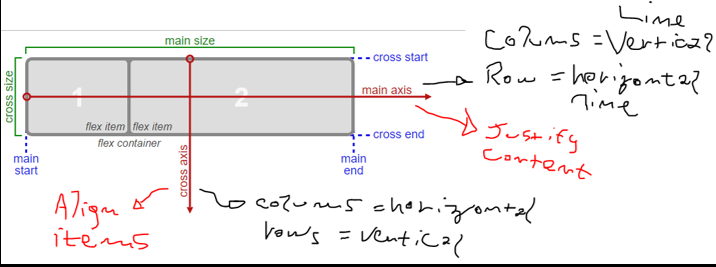 Line
Columns = Vertical
Row = horizontal
line
main size
cross start
cross size
1 2
main axis
flex item flex item
cross end
flex container
main start
main end
cross axis
Justify
content
Align
items
columns = horizontal
rows = vertical